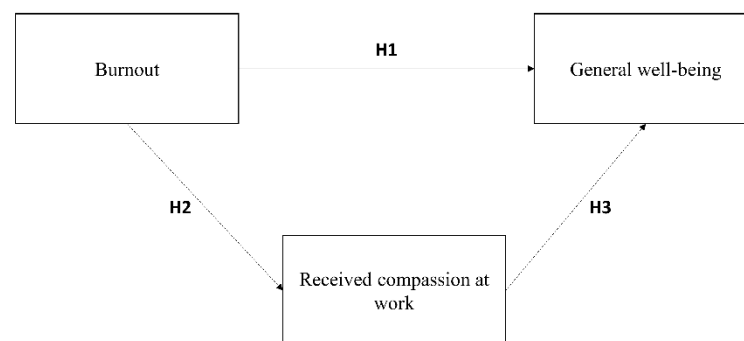 H1
Burnout
General well-being
H2
H3
Received compassion at
work